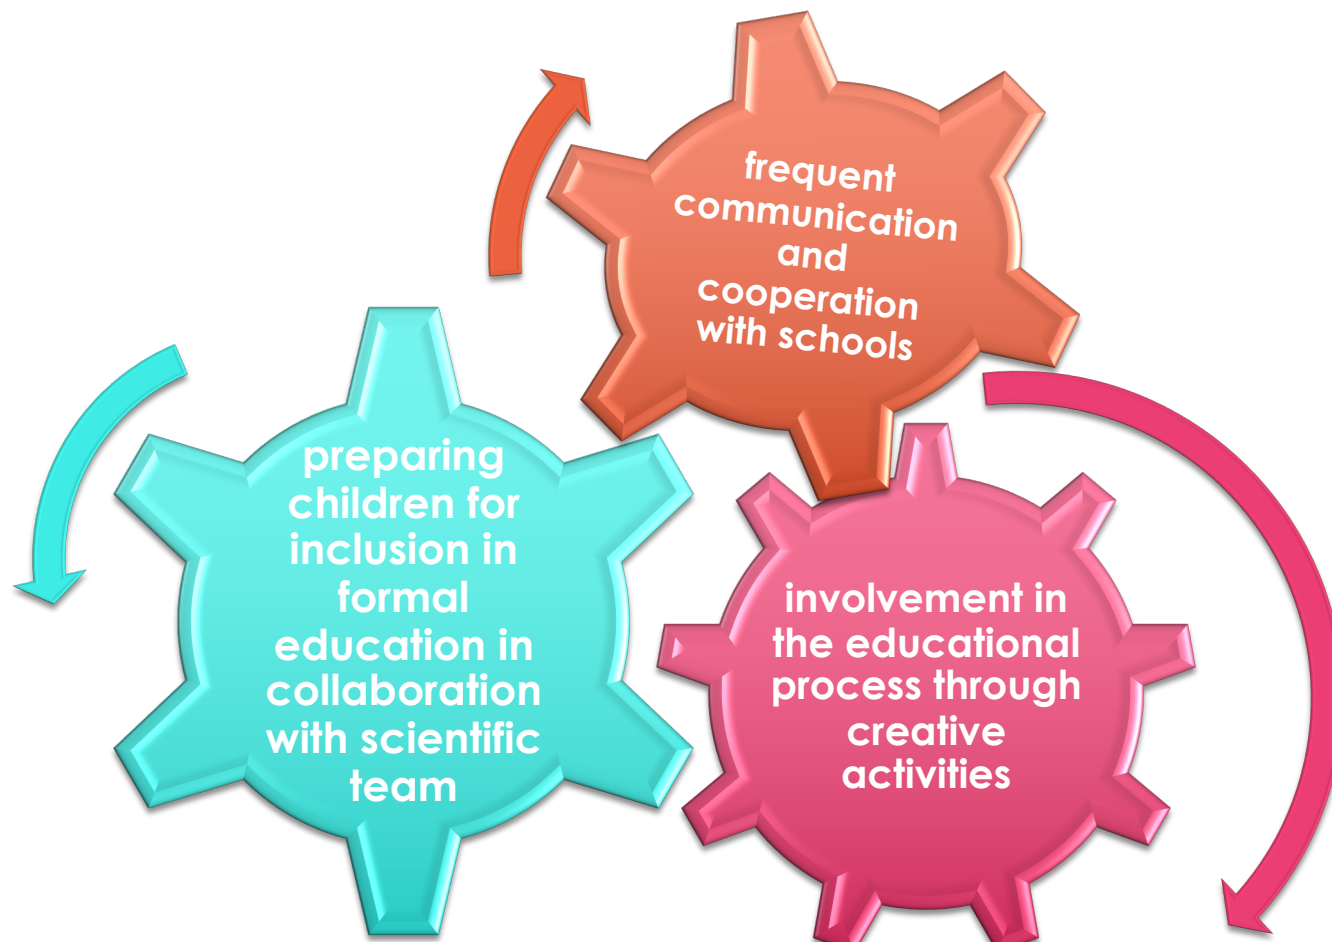 frequent
communication
and
cooperation
with schools
preparing
children for
inclusion in
formal
education in
collaboration
with scientific
team
involvement in
the educational
process through
creative
activities